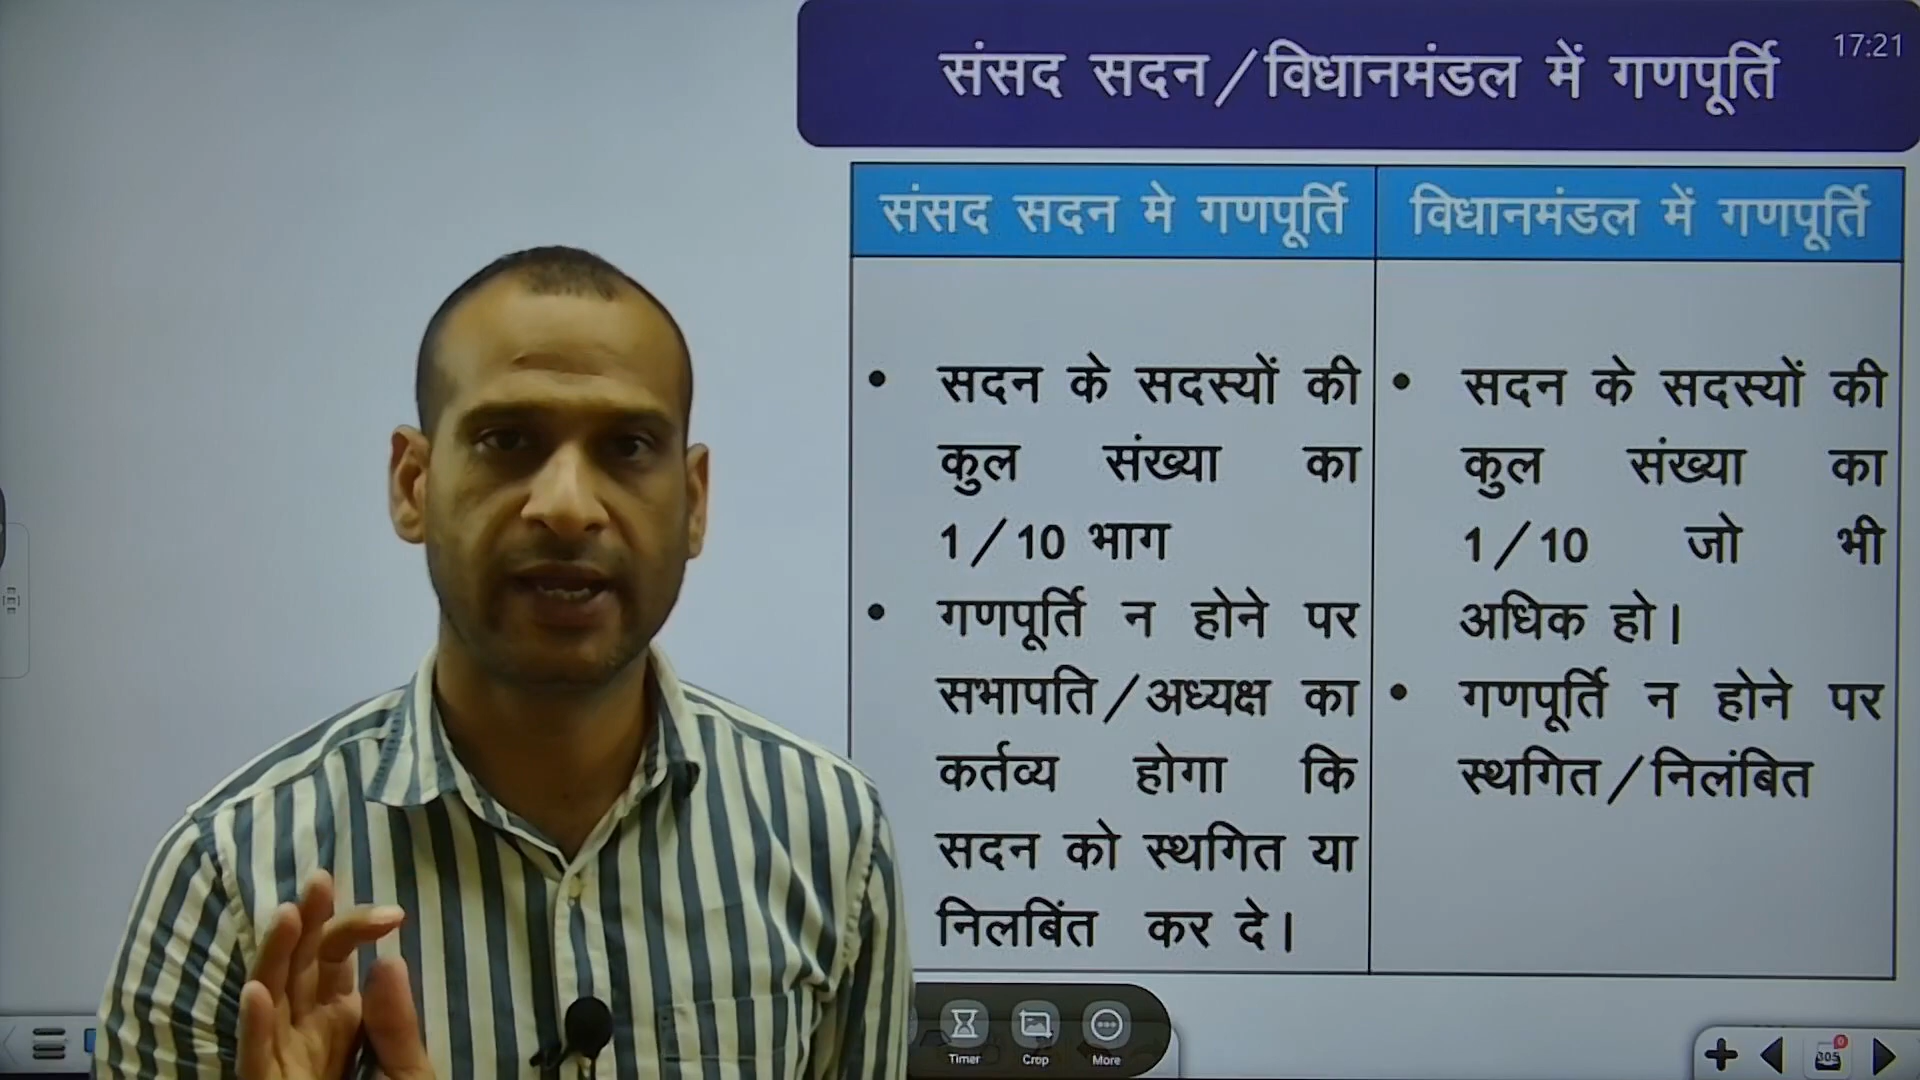 संसद सदन/विधानमंडल में गणपूर्ति
17:21
संसद सदन मे गणपूर्ति
विधानमंडल में गणपूर्ति
• सदन के सदस्यों की
कुल संख्या का
1/10 भाग
• गणपूर्ति न होने पर
सभापति/अध्यक्ष का
कर्तव्य होगा कि
सदन को स्थगित या
निलबिंत कर दे।
• सदन के सदस्यों की
कुल संख्या का
1/10 जो भी
अधिक हो।
• गणपूर्ति न होने पर
स्थगित/निलंबित
Timer
Crop
More
305
0